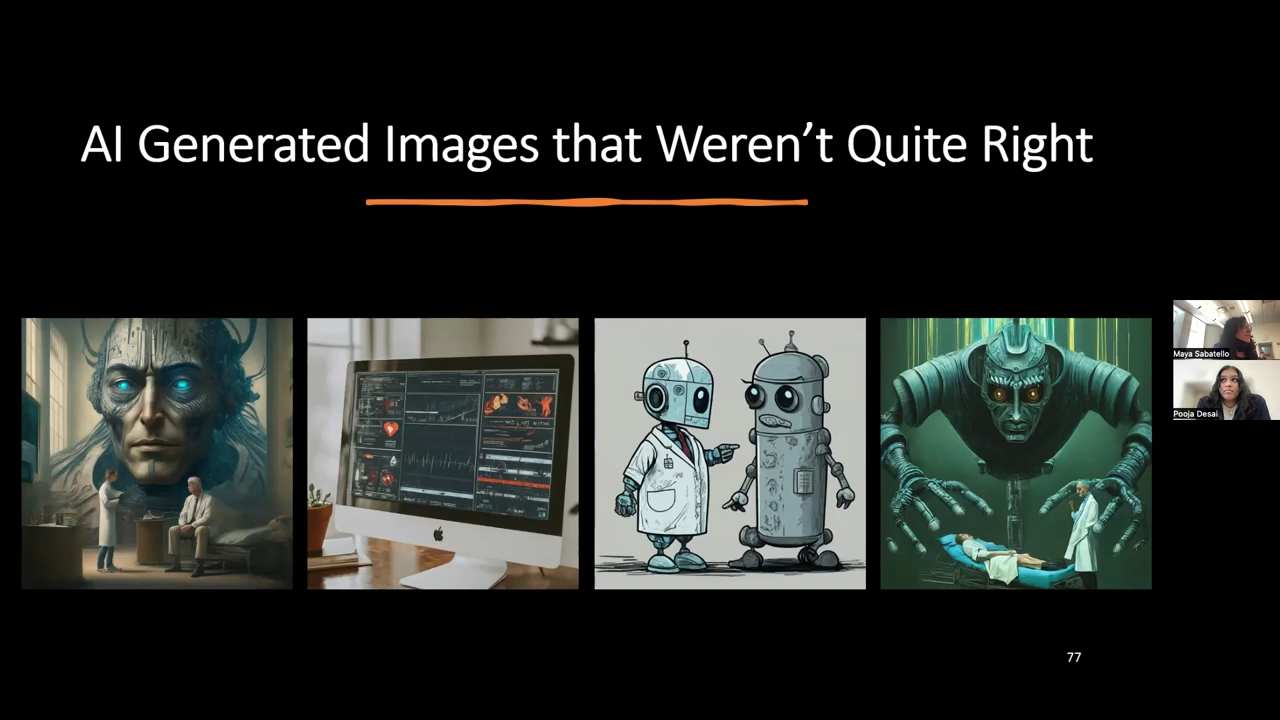 AI Generated Images that Weren’t Quite Right
Maya Sabatello
Pooja Desai
77